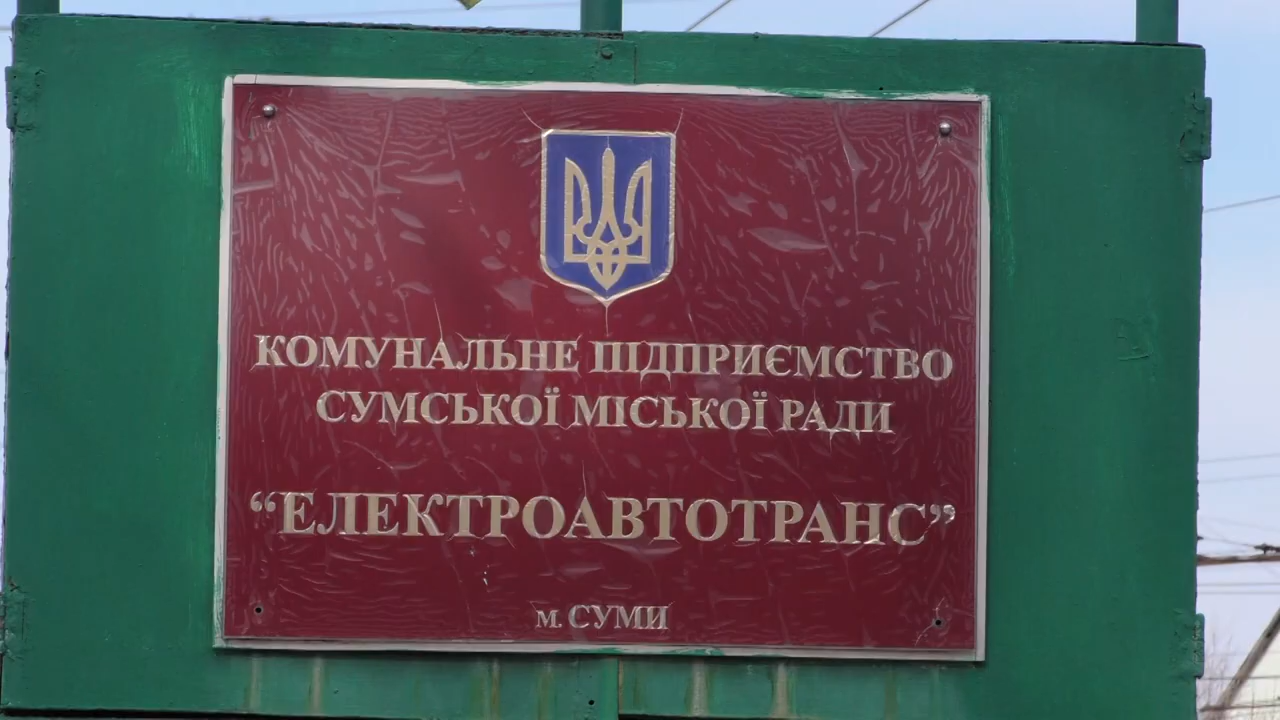 КОМУНАЛЬНЕ ПІДПРИЄМСТВО
СУМСЬКОЇ МІСЬКОЇ РАДИ
“ЕЛЕКТРОАВТОТРАНС”
м. СУМИ